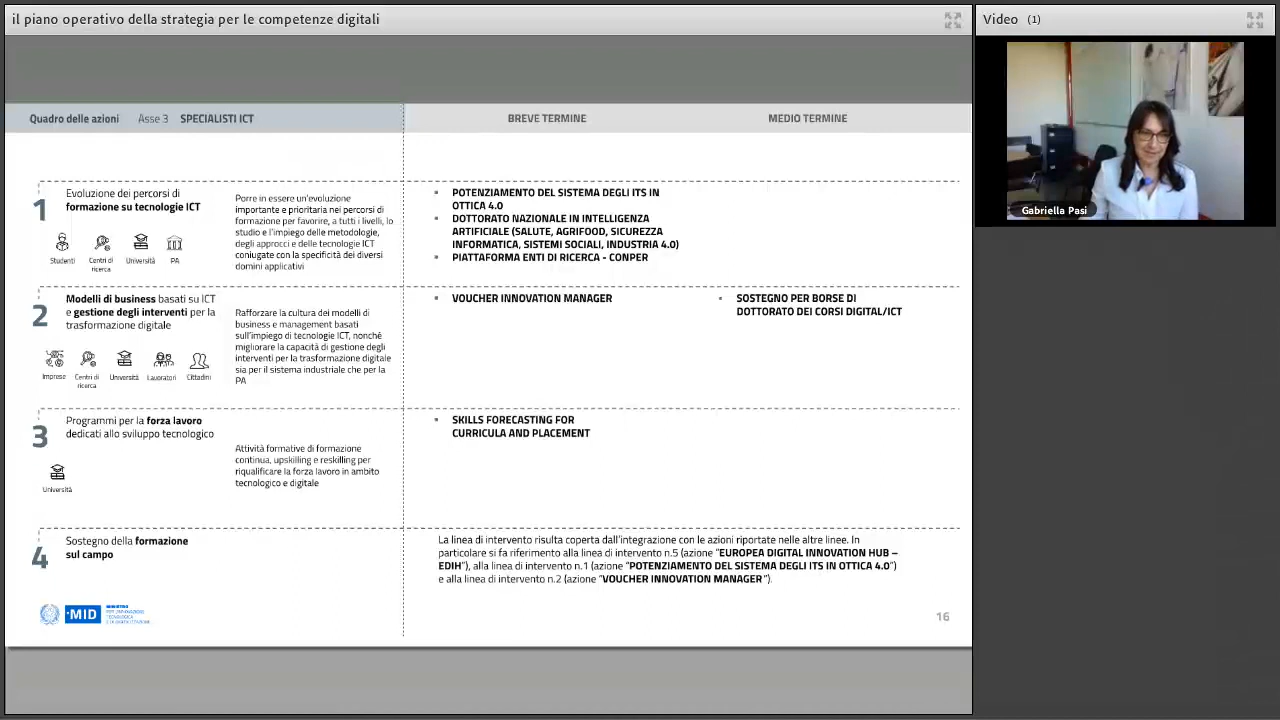 il piano operativo della strategia per le competenze digitali
Video (1)
Gabriella Pasi
Quadro delle azioni Asse 3 SPECIALISTI ICT
BREVE TERMINE
MEDIO TERMINE
1
Evoluzione dei percorsi di
formazione su tecnologie ICT
Studenti
Centri di
ricerca
Università
PA
Porre in essere un'evoluzione
importante e prioritaria nei percorsi di
formazione per favorire, a tutti i livelli, lo
studio e l'impiego delle metodologie,
degli approcci e delle tecnologie ICT
coniugate con la specificità dei diversi
domini applicativi
▪ POTENZIAMENTO DEL SISTEMA DEGLI ITS IN
OTTICA 4.0
▪ DOTTORATO NAZIONALE IN INTELLIGENZA
ARTIFICIALE (SALUTE, AGRIFOOD, SICUREZZA
INFORMATICA, SISTEMI SOCIALI, INDUSTRIA 4.0)
▪ PIATTAFORMA ENTI DI RICERCA - CONPER
2
Modelli di business basati su ICT
e gestione degli interventi per la
trasformazione digitale
Imprese
Centri di
ricerca
Università
Lavoratori
Cittadini
Rafforzare la cultura dei modelli di
business e management basati
sull'impiego di tecnologie ICT, nonché
migliorare la capacità di gestione degli
interventi per la trasformazione digitale
sia per il sistema industriale che per la
PA
▪ VOUCHER INNOVATION MANAGER
▪ SOSTEGNO PER BORSE DI
DOTTORATO DEI CORSI DIGITAL/ICT
3
Programmi per la forza lavoro
dedicati allo sviluppo tecnologico
Università
Attività formative di formazione
continua, upskilling e reskilling per
riqualificare la forza lavoro in ambito
tecnologico e digitale
▪ SKILLS FORECASTING FOR
CURRICULA AND PLACEMENT
4
Sostegno della formazione
sul campo
La linea di intervento risulta coperta dall'integrazione con le azioni riportate nelle altre linee. In
particolare si fa riferimento alla linea di intervento n.5 (azione "EUROPEA DIGITAL INNOVATION HUB –
EDIH"), alla linea di intervento n.1 (azione "POTENZIAMENTO DEL SISTEMA DEGLI ITS IN OTTICA 4.0")
e alla linea di intervento n.2 (azione "VOUCHER INNOVATION MANAGER").
MID
16